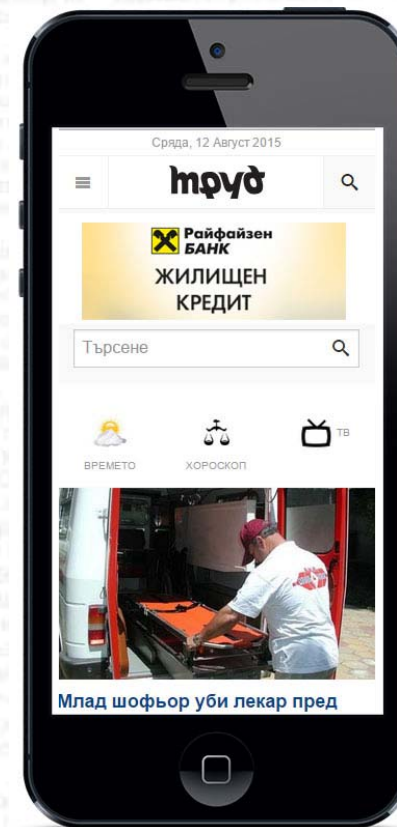 Сряда, 12 Август 2015
труд
Райфайзен
БАНК
ЖИЛИЩЕН
КРЕДИТ
Търсене
ВРЕМЕТО
ХОРОСКОП
ТВ
Млад шофьор уби лекар пред